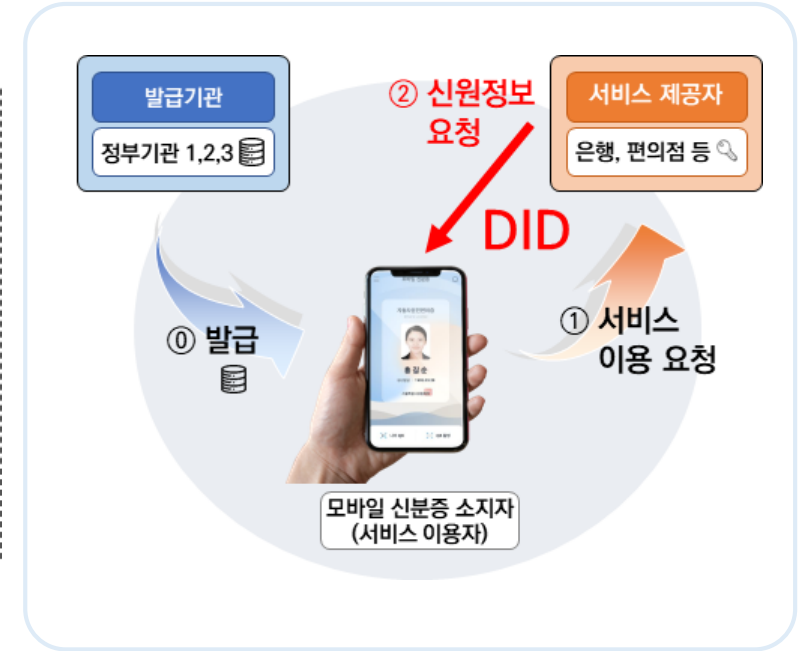 발급기관
정부기관 1,2,3
② 신원정보
요청
서비스 제공자
은행, 편의점 등
DID
⓪ 발급
① 서비스
이용 요청
홍길순
모바일 신분증 소지자
(서비스 이용자)